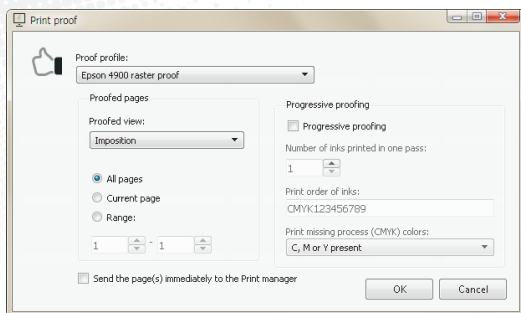 Print proof
Proof profile:
Epson 4900 raster proof
Proofed pages
Proofed view:
Imposition
All pages
Current page
Range:
1 - 1
Send the page(s) immediately to the Print manager
Progressive proofing
Progressive proofing
Number of inks printed in one pass:
1
Print order of inks:
CMYK123456789
Print missing process (CMYK) colors:
C, M or Y present
OK
Cancel